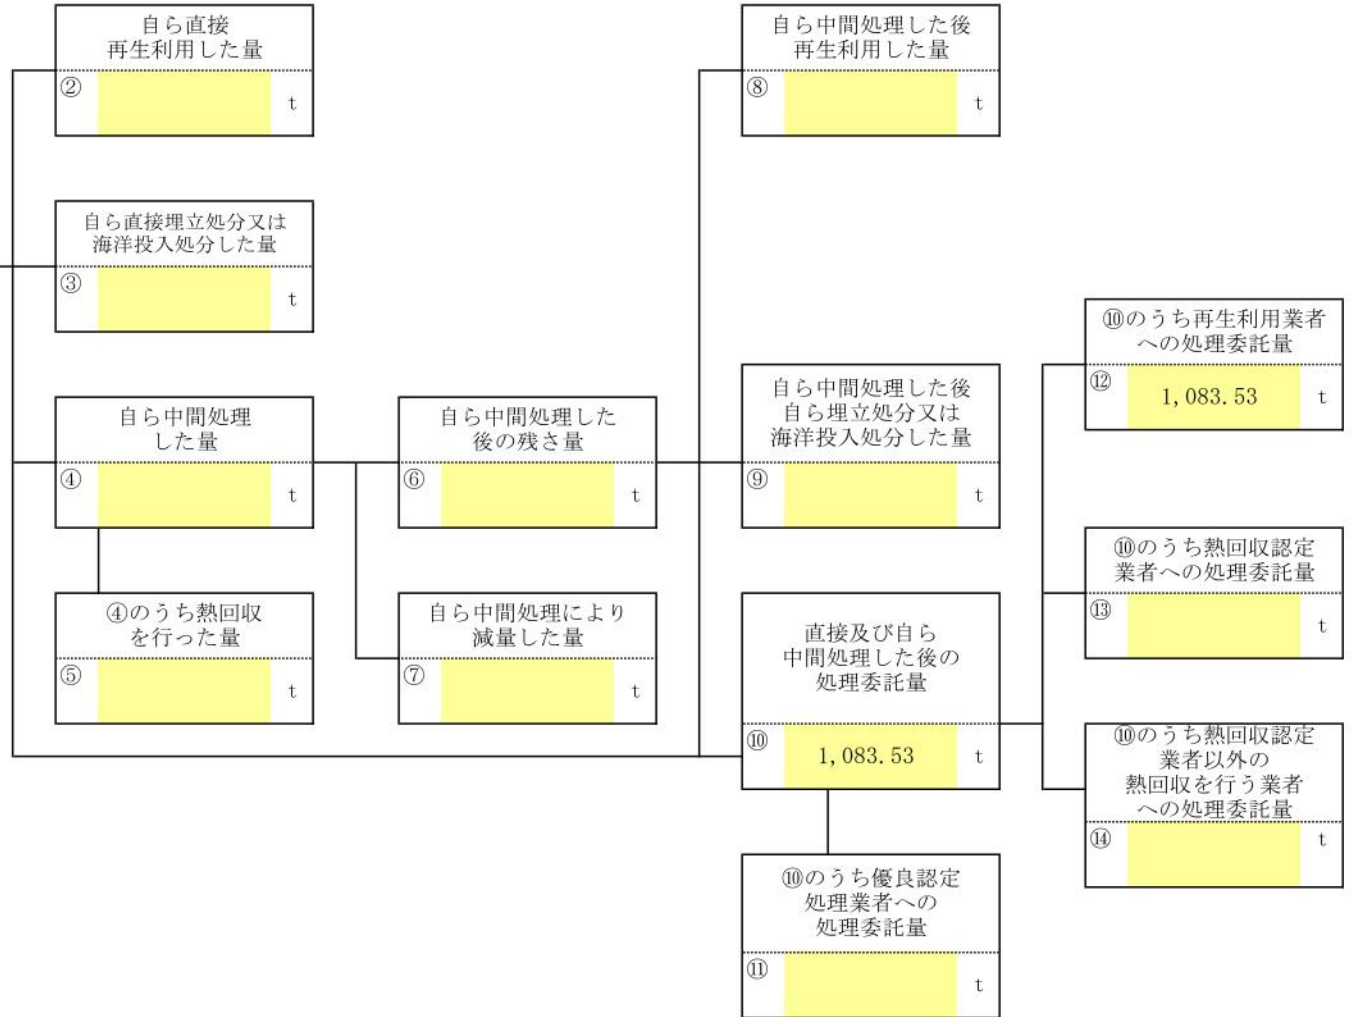 自ら直接
再生利用した量
②
t
自ら直接埋立処分又は
海洋投入処分した量
③
t
自ら中間処理
した量
④
t
④のうち熱回収
を行った量
⑤
t
自ら中間処理した
後の残さ量
⑥
t
自ら中間処理により
減量した量
⑦
t
自ら中間処理した後
再生利用した量
⑧
t
自ら中間処理した後
自ら埋立処分又は
海洋投入処分した量
⑨
t
直接及び自ら
中間処理した後の
処理委託量
⑩ 1,083.53 t
⑩のうち優良認定
処理業者への
処理委託量
⑪
t
⑩のうち再生利用業者
への処理委託量
⑫ 1,083.53 t
⑩のうち熱回収認定
業者への処理委託量
⑬
t
⑩のうち熱回収認定
業者以外の
熱回収を行う業者
への処理委託量
⑭
t